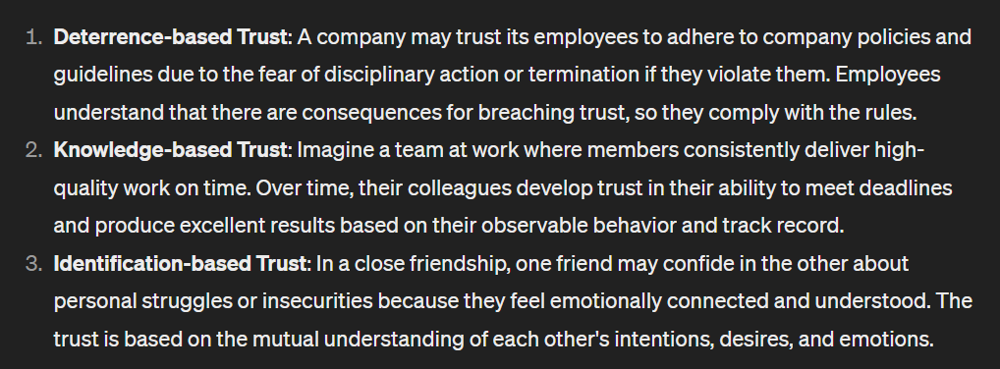 1. Deterrence-based Trust: A company may trust its employees to adhere to company policies and
guidelines due to the fear of disciplinary action or termination if they violate them. Employees
understand that there are consequences for breaching trust, so they comply with the rules.
2. Knowledge-based Trust: Imagine a team at work where members consistently deliver high-
quality work on time. Over time, their colleagues develop trust in their ability to meet deadlines
and produce excellent results based on their observable behavior and track record.
3. Identification-based Trust: In a close friendship, one friend may confide in the other about
personal struggles or insecurities because they feel emotionally connected and understood. The
trust is based on the mutual understanding of each other's intentions, desires, and emotions.